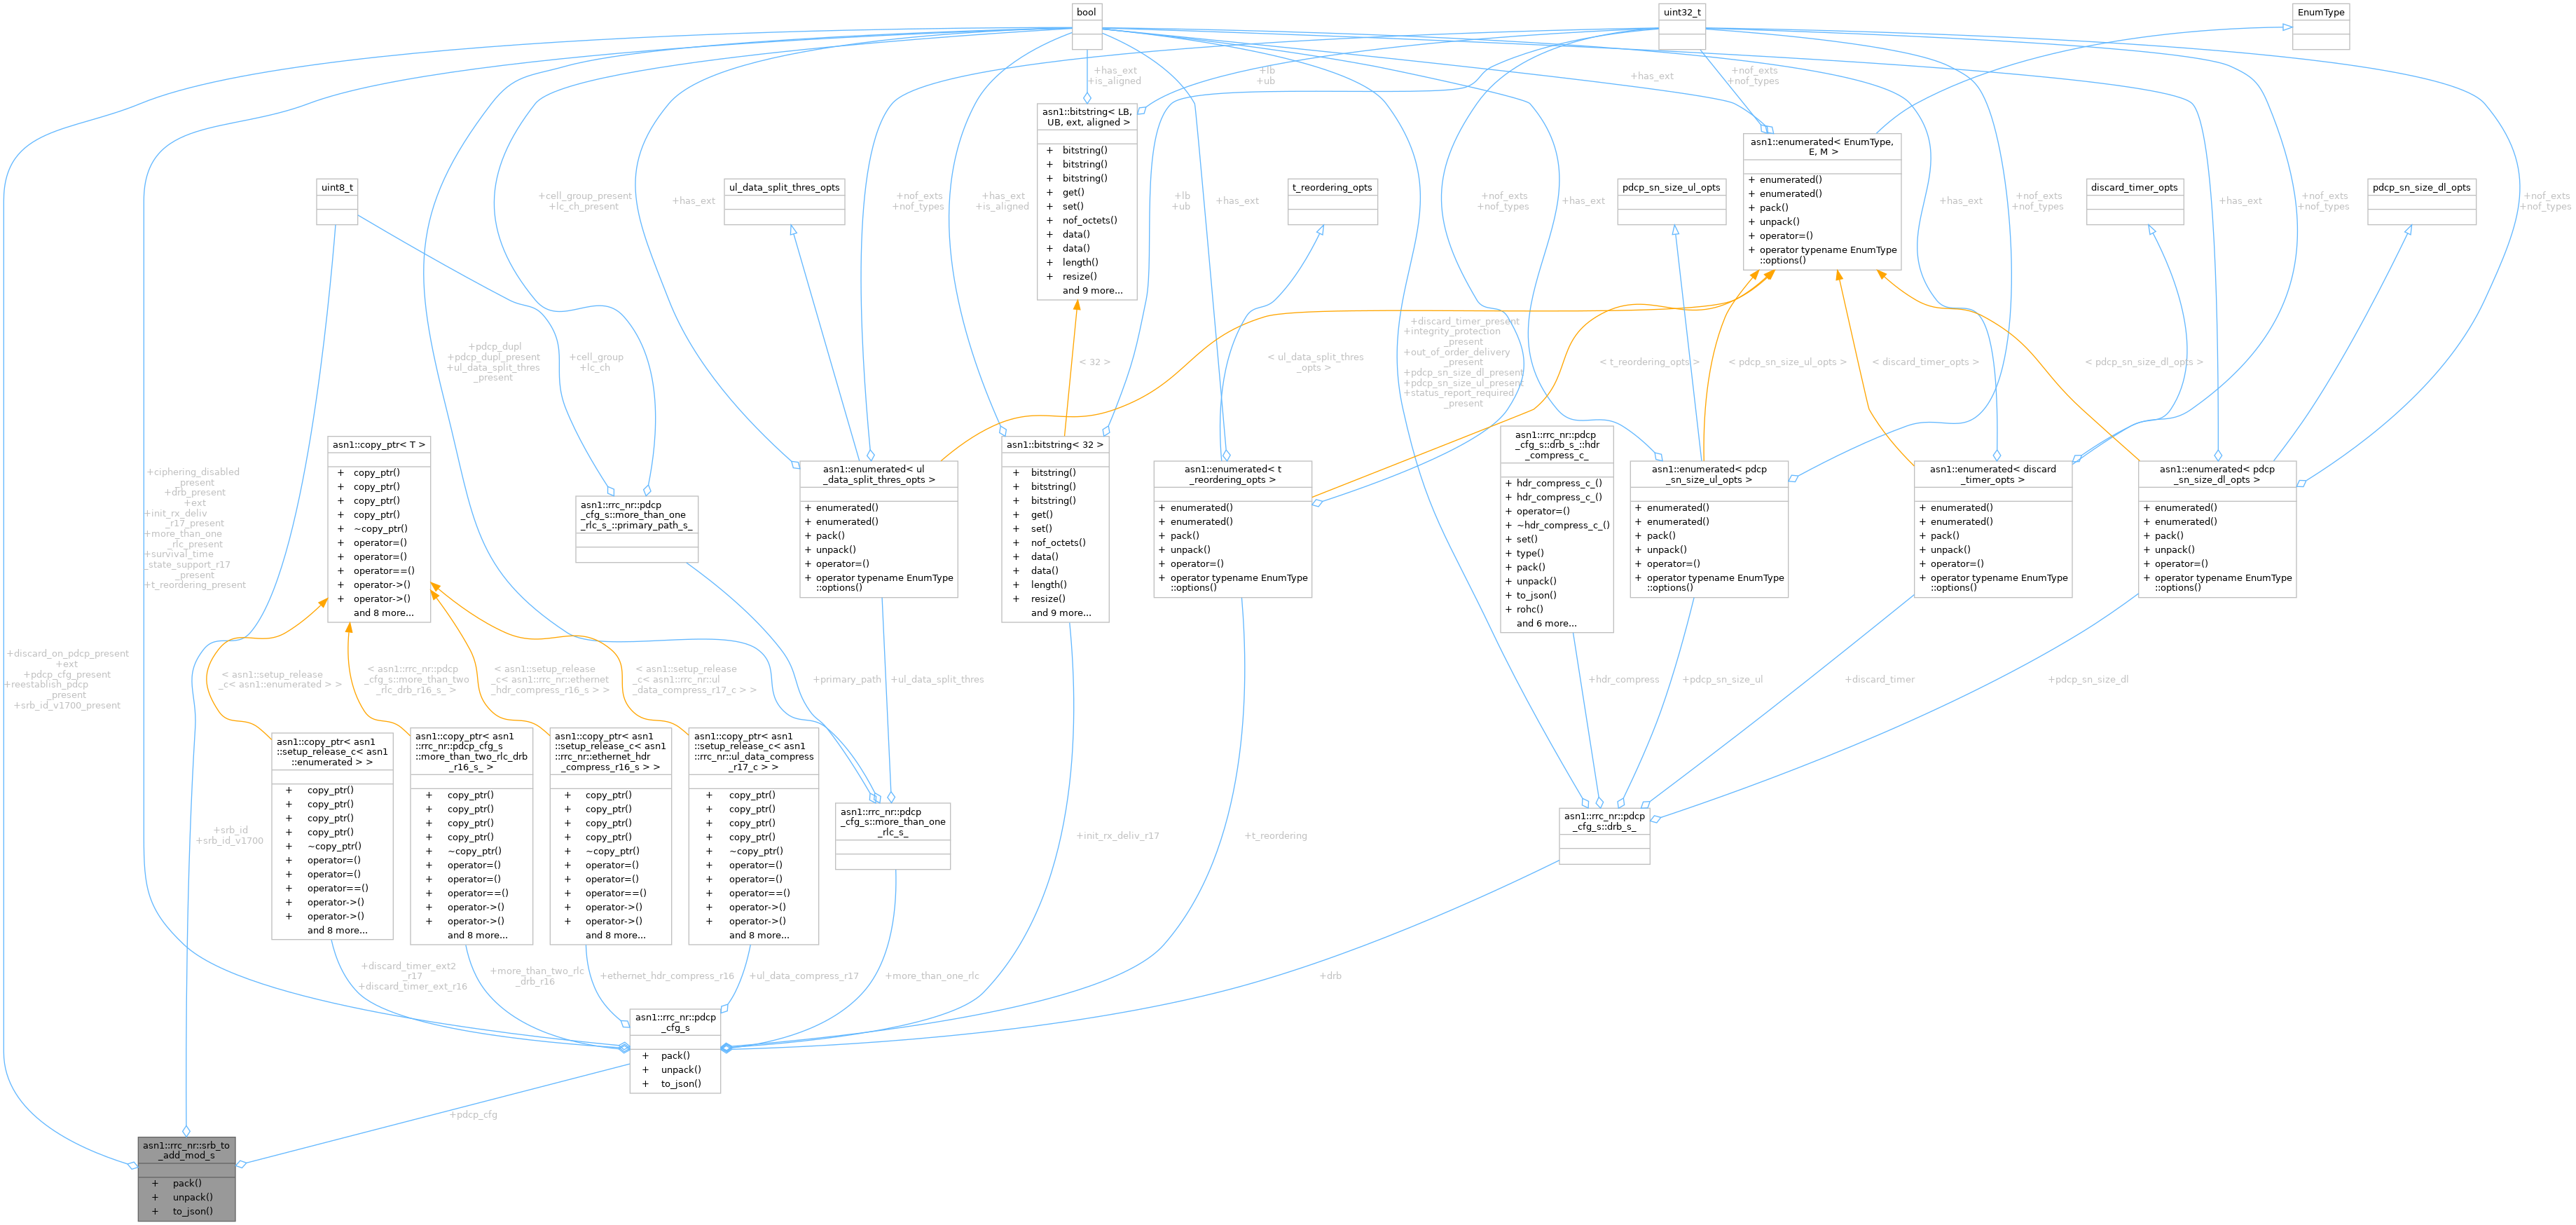 bool
uint32_t
EnumType
+has_ext
+is_aligned
+lb
+ub
+has_ext
+nof_exts
+nof_types
asn1::bitstring< LB,
UB, ext, aligned >
+ bitstring()
+ bitstring()
+ bitstring()
+ get()
+ set()
+ nof_octets()
+ data()
+ data()
+ length()
+ resize()
and 9 more...
asn1::enumerated< EnumType,
E, M >
+ enumerated()
+ enumerated()
+ pack()
+ unpack()
+ operator=()
+ operator typename EnumType
::options()
uint8_t
ul_data_split_thres_opts
t_reordering_opts
pdcp_sn_size_ul_opts
discard_timer_opts
pdcp_sn_size_dl_opts
+cell_group_present
+lc_ch_present
+has_ext
+nof_exts
+nof_types
+has_ext
+is_aligned
+lb
+ub
+has_ext
+nof_exts
+nof_types
+has_ext
+has_ext
+nof_exts
+nof_types
+has_ext
+nof_exts
+nof_types
+nof_exts
+nof_types
+pdcp_dupl
+pdcp_dupl_present
+ul_data_split_thres
_present
+cell_group
+lc_ch
< 32 >
< ul_data_split_thres
_opts >
+discard_timer_present
+integrity_protection
_present
+out_of_order_delivery
_present
+pdcp_sn_size_dl_present
+pdcp_sn_size_ul_present
+status_report_required
_present
< t_reordering_opts >
< pdcp_sn_size_ul_opts >
< discard_timer_opts >
< pdcp_sn_size_dl_opts >
+ciphering_disabled
_present
+drb_present
+ext
+init_rx_deliv
_r17_present
+more_than_one
_rlc_present
+survival_time
_state_support_r17
_present
+t_reordering_present
asn1::copy_ptr< T >
+ copy_ptr()
+ copy_ptr()
+ copy_ptr()
+ copy_ptr()
+ ~copy_ptr()
+ operator=()
+ operator=()
+ operator==()
+ operator->()
+ operator->()
and 8 more...
asn1::rrc_nr::pdcp
_cfg_s::more_than_one
_rlc_s_::primary_path_s_
asn1::enumerated< ul
_data_split_thres_opts >
+ enumerated()
+ enumerated()
+ pack()
+ unpack()
+ operator=()
+ operator typename EnumType
::options()
asn1::bitstring< 32 >
+ bitstring()
+ bitstring()
+ bitstring()
+ get()
+ set()
+ nof_octets()
+ data()
+ data()
+ length()
+ resize()
and 9 more...
asn1::enumerated< t
_reordering_opts >
+ enumerated()
+ enumerated()
+ pack()
+ unpack()
+ operator=()
+ operator typename EnumType
::options()
asn1::rrc_nr::pdcp
_cfg_s::drb_s_::hdr
_compress_c_
+ hdr_compress_c_()
+ hdr_compress_c_()
+ operator=()
+ ~hdr_compress_c_()
+ set()
+ type()
+ pack()
+ unpack()
+ to_json()
+ rohc()
and 6 more...
asn1::enumerated< pdcp
_sn_size_ul_opts >
+ enumerated()
+ enumerated()
+ pack()
+ unpack()
+ operator=()
+ operator typename EnumType
::options()
asn1::enumerated< discard
_timer_opts >
+ enumerated()
+ enumerated()
+ pack()
+ unpack()
+ operator=()
+ operator typename EnumType
::options()
asn1::enumerated< pdcp
_sn_size_dl_opts >
+ enumerated()
+ enumerated()
+ pack()
+ unpack()
+ operator=()
+ operator typename EnumType
::options()
+discard_on_pdcp_present
+ext
+pdcp_cfg_present
+reestablish_pdcp
_present
+srb_id_v1700_present
< asn1::setup_release
_c< asn1::enumerated > >
< asn1::rrc_nr::pdcp
_cfg_s::more_than_two
_rlc_drb_r16_s_ >
< asn1::setup_release
_c< asn1::rrc_nr::ethernet
_hdr_compress_r16_s > >
< asn1::setup_release
_c< asn1::rrc_nr::ul
_data_compress_r17_c > >
+primary_path
+ul_data_split_thres
+hdr_compress
+pdcp_sn_size_ul
+discard_timer
+pdcp_sn_size_dl
+srb_id
+srb_id_v1700
asn1::copy_ptr< asn1
::setup_release_c< asn1
::enumerated > >
+ copy_ptr()
+ copy_ptr()
+ copy_ptr()
+ copy_ptr()
+ ~copy_ptr()
+ operator=()
+ operator=()
+ operator==()
+ operator->()
+ operator->()
and 8 more...
asn1::copy_ptr< asn1
::rrc_nr::pdcp_cfg_s
::more_than_two_rlc_drb
_r16_s_ >
+ copy_ptr()
+ copy_ptr()
+ copy_ptr()
+ copy_ptr()
+ ~copy_ptr()
+ operator=()
+ operator=()
+ operator==()
+ operator->()
+ operator->()
and 8 more...
asn1::copy_ptr< asn1
::setup_release_c< asn1
::rrc_nr::ethernet_hdr
_compress_r16_s > >
+ copy_ptr()
+ copy_ptr()
+ copy_ptr()
+ copy_ptr()
+ ~copy_ptr()
+ operator=()
+ operator=()
+ operator==()
+ operator->()
+ operator->()
and 8 more...
asn1::copy_ptr< asn1
::setup_release_c< asn1
::rrc_nr::ul_data_compress
_r17_c > >
+ copy_ptr()
+ copy_ptr()
+ copy_ptr()
+ copy_ptr()
+ ~copy_ptr()
+ operator=()
+ operator=()
+ operator==()
+ operator->()
+ operator->()
and 8 more...
asn1::rrc_nr::pdcp
_cfg_s::more_than_one
_rlc_s_
+init_rx_deliv_r17
+t_reordering
asn1::rrc_nr::pdcp
_cfg_s::drb_s_
+discard_timer_ext2
_r17
+discard_timer_ext_r16
+more_than_two_rlc
_drb_r16
+ethernet_hdr_compress_r16
+ul_data_compress_r17
+more_than_one_rlc
+drb
asn1::rrc_nr::pdcp
_cfg_s
+ pack()
+ unpack()
+ to_json()
+pdcp_cfg
asn1::rrc_nr::srb_to
_add_mod_s
+ pack()
+ unpack()
+ to_json()